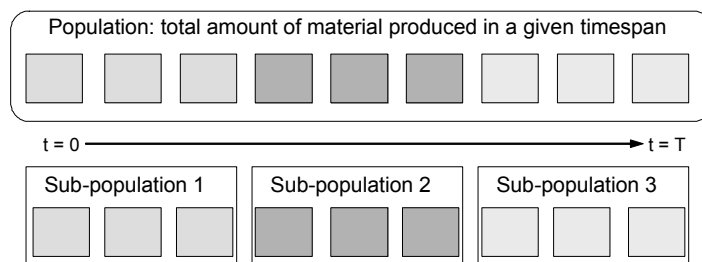 Population: total amount of material produced in a given timespan
t = 0 t = T
Sub-population 1 Sub-population 2 Sub-population 3